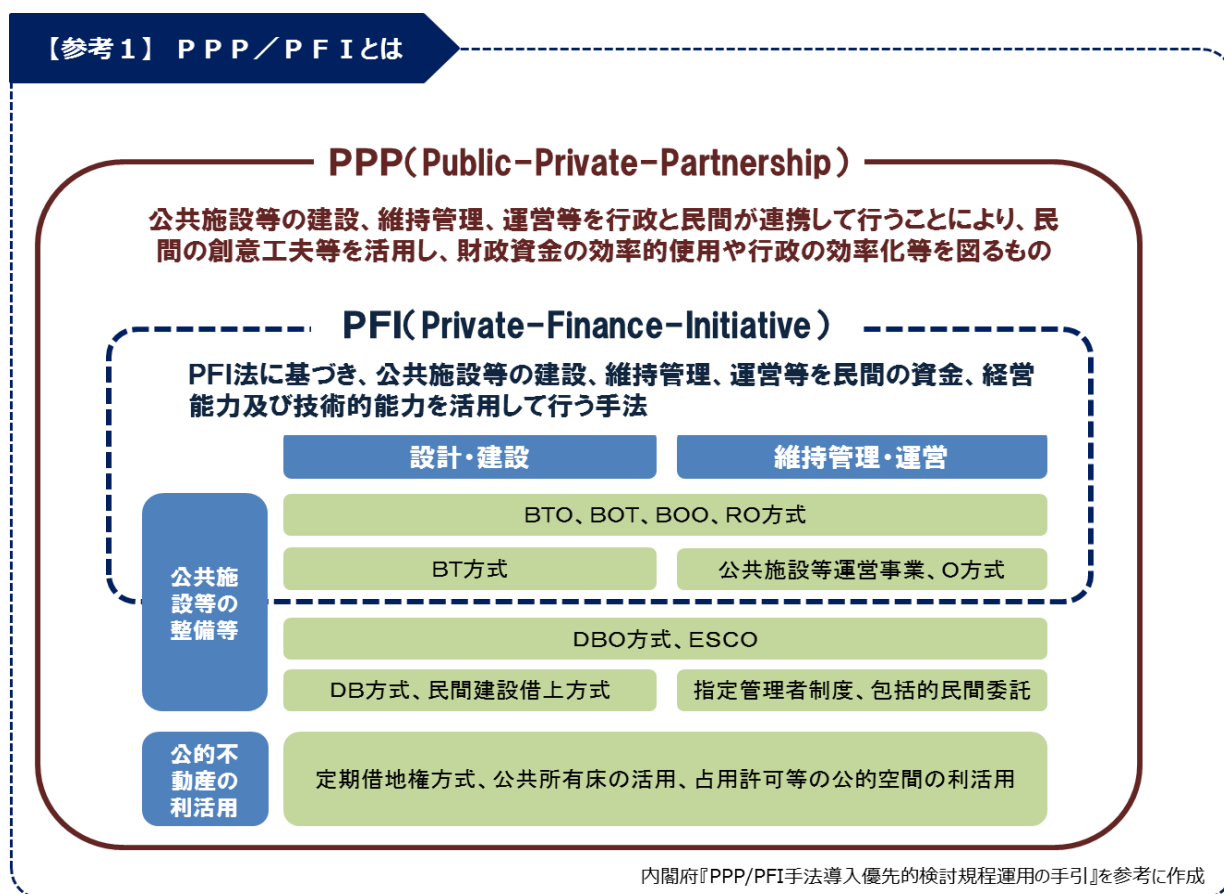 【参考１】 ＰＰＰ／ＰＦＩとは
PPP(Public-Private-Partnership)
公共施設等の建設、維持管理、運営等を行政と民間が連携して行うことにより、民
間の創意工夫等を活用し、財政資金の効率的使用や行政の効率化等を図るもの
PFI(Private-Finance-Initiative)
PFI法に基づき、公共施設等の建設、維持管理、運営等を民間の資金、経営
能力及び技術的能力を活用して行う手法
設計・建設
維持管理・運営
公共施
設等の
整備等
BTO、BOT、BOO、RO方式
BT方式
公共施設等運営事業、O方式
DBO方式、ESCO
DB方式、民間建設借上方式
指定管理者制度、包括的民間委託
公的不
動産の
利活用
定期借地権方式、公共所有床の活用、占用許可等の公的空間の利活用
内閣府『PPP/PFI手法導入優先的検討規程運用の手引』を参考に作成